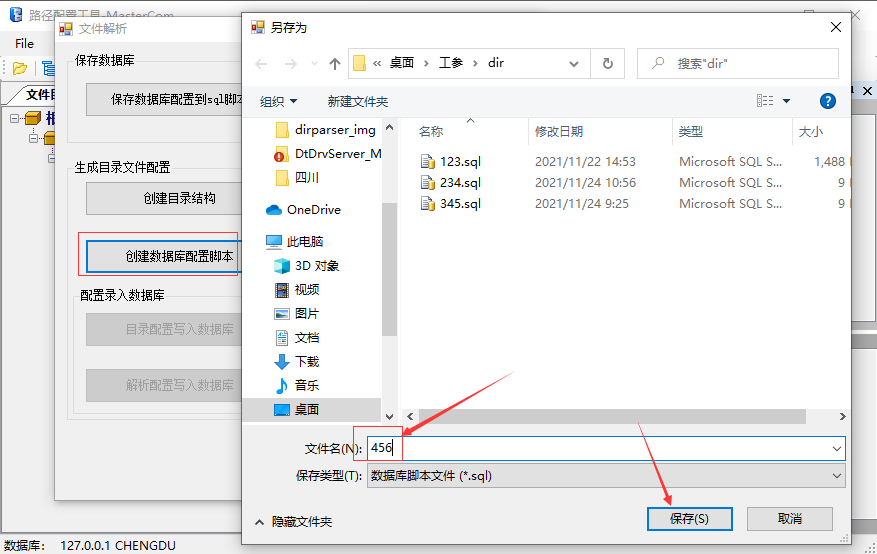 路径配置工具-MasterCom
File
文件目
文件解析
保存数据库
保存数据库配置到sql脚本
生成目录文件配置
创建目录结构
创建数据库配置脚本
配置录入数据库
目录配置写入数据库
解析配置写入数据库
数据库: 127.0.0.1 CHENGDU
另存为
« 桌面 › 工参 › dir
搜索"dir"
组织 新建文件夹
dirparser_img
DtDrvServer_M
四川
OneDrive
此电脑
3D 对象
视频
图片
文档
下载
音乐
桌面
名称 修改日期 类型 大小
123.sql 2021/11/22 14:53 Microsoft SQL S... 1,488
234.sql 2021/11/24 10:56 Microsoft SQL S... 9
345.sql 2021/11/24 9:25 Microsoft SQL S... 9
文件名(N): 456
保存类型(T): 数据库脚本文件 (*.sql)
隐藏文件夹
保存(S) 取消